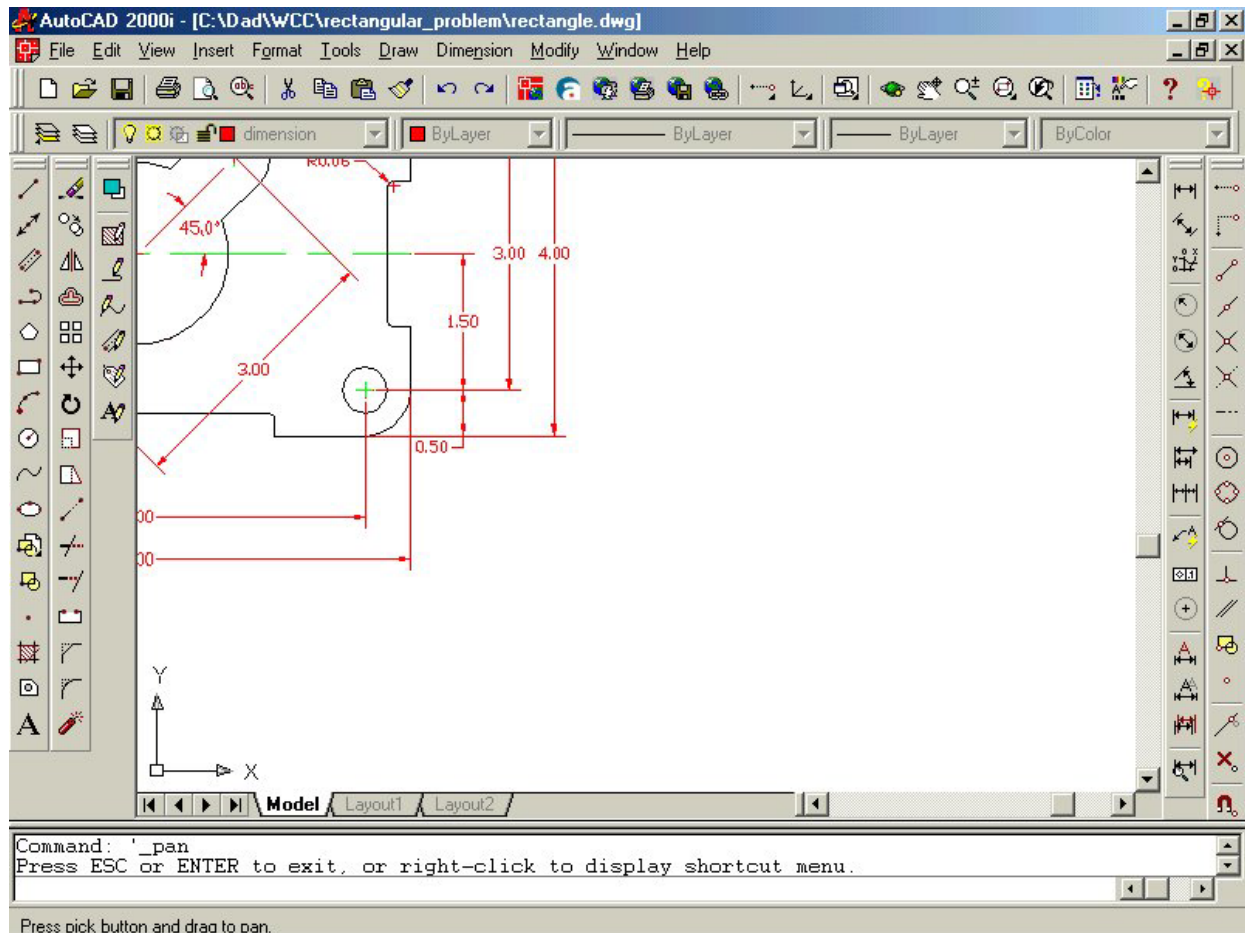 AutoCAD 2000i - [C:\Dad\WCC\rectangular_problem\rectangle.dwg]
File Edit View Insert Format Tools Draw Dimension Modify Window Help
dimension ByLayer ByLayer ByLayer ByColor
R0.06
45.0°
3.00 4.00
1.50
3.00
0.50
00
00
Y
X
Model Layout1 Layout2
Command: '_pan
Press ESC or ENTER to exit, or right-click to display shortcut menu.
Press pick button and drag to pan.